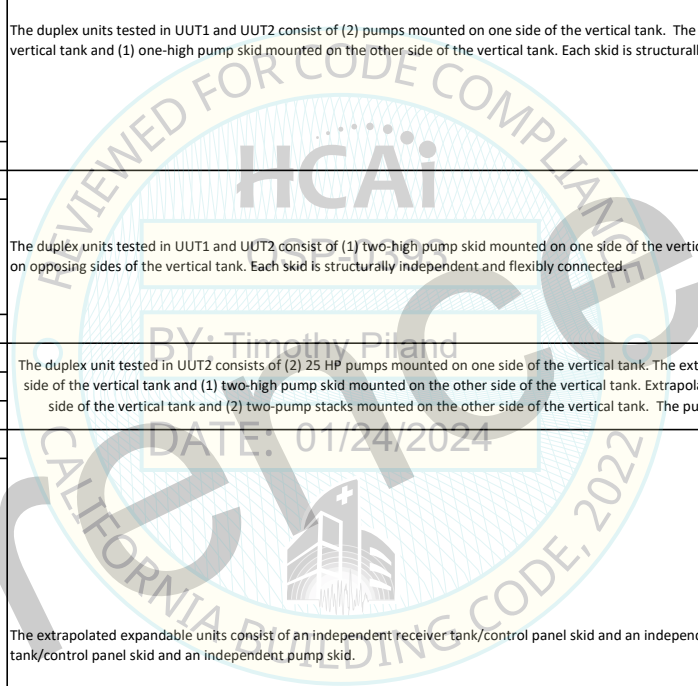 The duplex units tested in UUT1 and UUT2 consist of (2) pumps mounted on one side of the vertical tank. The
vertical tank and (1) one-high pump skid mounted on the other side of the vertical tank. Each skid is structurall
REVIEWED FOR CODE COMPLIANCE
HCAi
The duplex units tested in UUT1 and UUT2 consist of (1) two-high pump skid mounted on one side of the vertic
OSP-0393
on opposing sides of the vertical tank. Each skid is structurally independent and flexibly connected.
BY: Timothy Piland
The duplex unit tested in UUT2 consists of (2) 25 HP pumps mounted on one side of the vertical tank. The ext
side of the vertical tank and (1) two-high pump skid mounted on the other side of the vertical tank. Extrapola
side of the vertical tank and (2) two-pump stacks mounted on the other side of the vertical tank. The pu
DATE: 01/24/2024
rence
CALIFORNIA BUILDING CODE, 2022
The extrapolated expandable units consist of an independent receiver tank/control panel skid and an independ
tank/control panel skid and an independent pump skid.